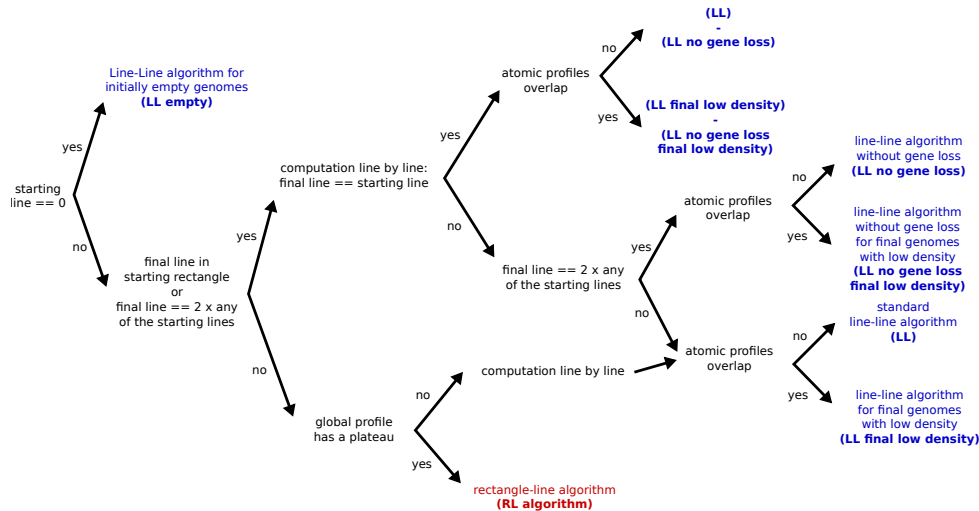 starting
line == 0
yes
no
Line-Line algorithm for
initially empty genomes
(LL empty)
final line in
starting rectangle
or
final line == 2 x any
of the starting lines
yes
no
computation line by line:
final line == starting line
yes
no
atomic profiles
overlap
no
yes
(LL)
-
(LL no gene loss)
(LL final low density)
-
(LL no gene loss
final low density)
final line == 2 x any
of the starting lines
yes
no
atomic profiles
overlap
no
yes
line-line algorithm
without gene loss
(LL no gene loss)
line-line algorithm
without gene loss
for final genomes
with low density
(LL no gene loss
final low density)
global profile
has a plateau
no
yes
computation line by line
atomic profiles
overlap
no
yes
standard
line-line algorithm
(LL)
line-line algorithm
for final genomes
with low density
(LL final low density)
rectangle-line algorithm
(RL algorithm)